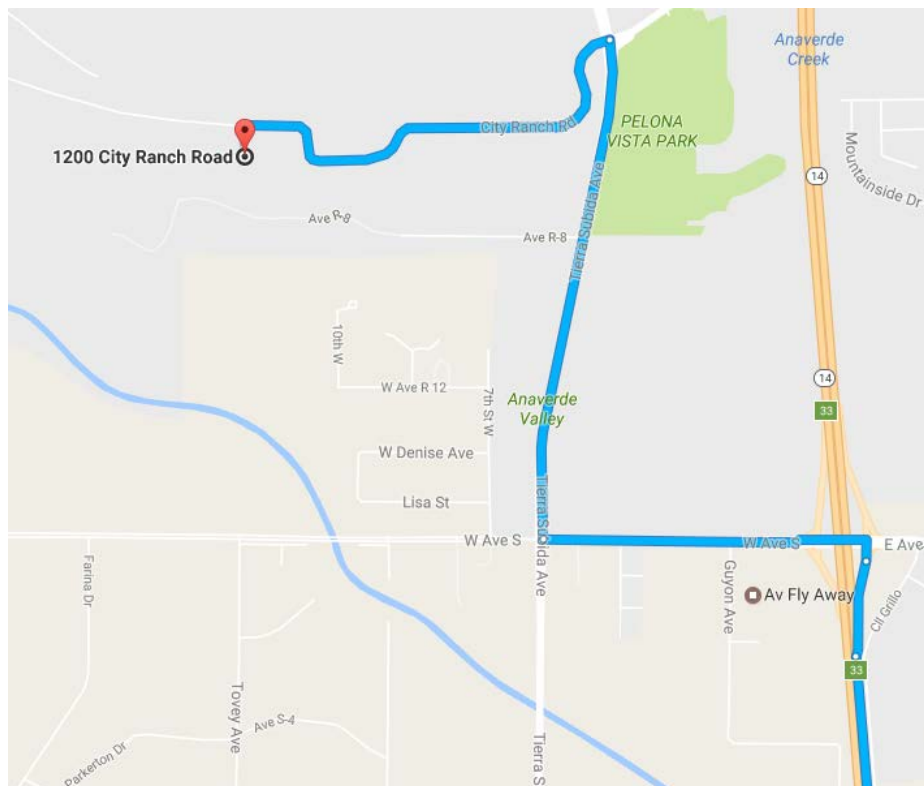 Anaverde
Creek
City Ranch Rd
PELONA
VISTA PARK
1200 City Ranch Road
14
Mountainside Dr
Ave R-8
Ave R-8
Tierra Subida Ave
10th W
W Ave R 12
14
7th St W
Anaverde
Valley
33
W Denise Ave
Lisa St
W Ave S
Tierra Subida Ave
W Ave S
E Ave
Farina Dr
Guyon Ave
Av Fly Away
Cll Grillo
33
Tovey Ave
Ave S-4
Parkerton Dr
Tierra S